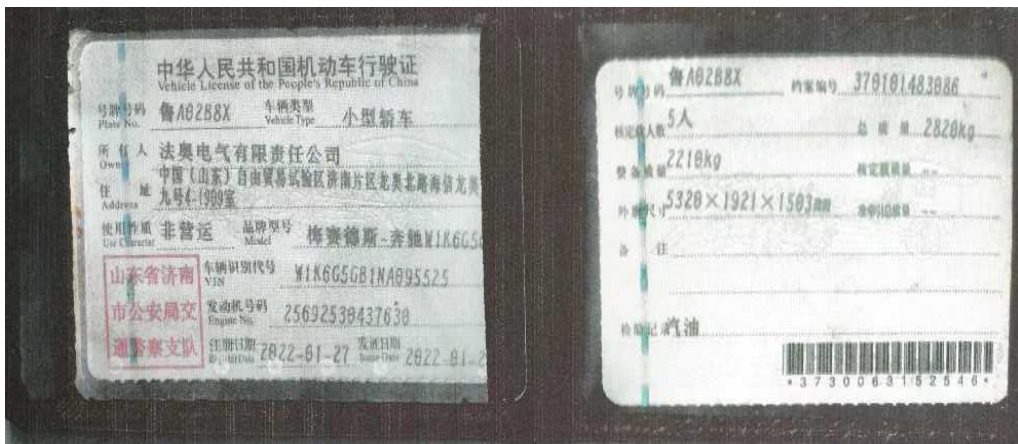 中华人民共和国机动车行驶证
Vehicle License of the People's Republic of China
号牌号码 鲁A02B8X 车辆类型 小型轿车
Plate No. Vehicle Type
所有人 法奥电气有限责任公司
Owner
中国(山东)自由贸易试验区济南片区龙奥北路海信龙奥
住址 九号4-1909室
Address
使用性质 非营运 品牌型号 梅赛德斯-奔驰W1K6G5
Use Character Model
山东省济南
市公安局交
通警察支队
车辆识别代号 W1K6G5GB1NA095525
VIN
发动机号码 25692530437630
Engine No.
注册日期 2022-01-27 发证日期 2022-01-2
Register Date Issue Date
号牌号码 鲁A02B8X 档案编号 370101483086
核定载人数 5人 总质量 2820kg
整备质量 2210kg 核定载质量 --
外廓尺寸 5320×1921×1503mm 准牵引总质量 --
备注
检验记录 汽油
*3730063152546*